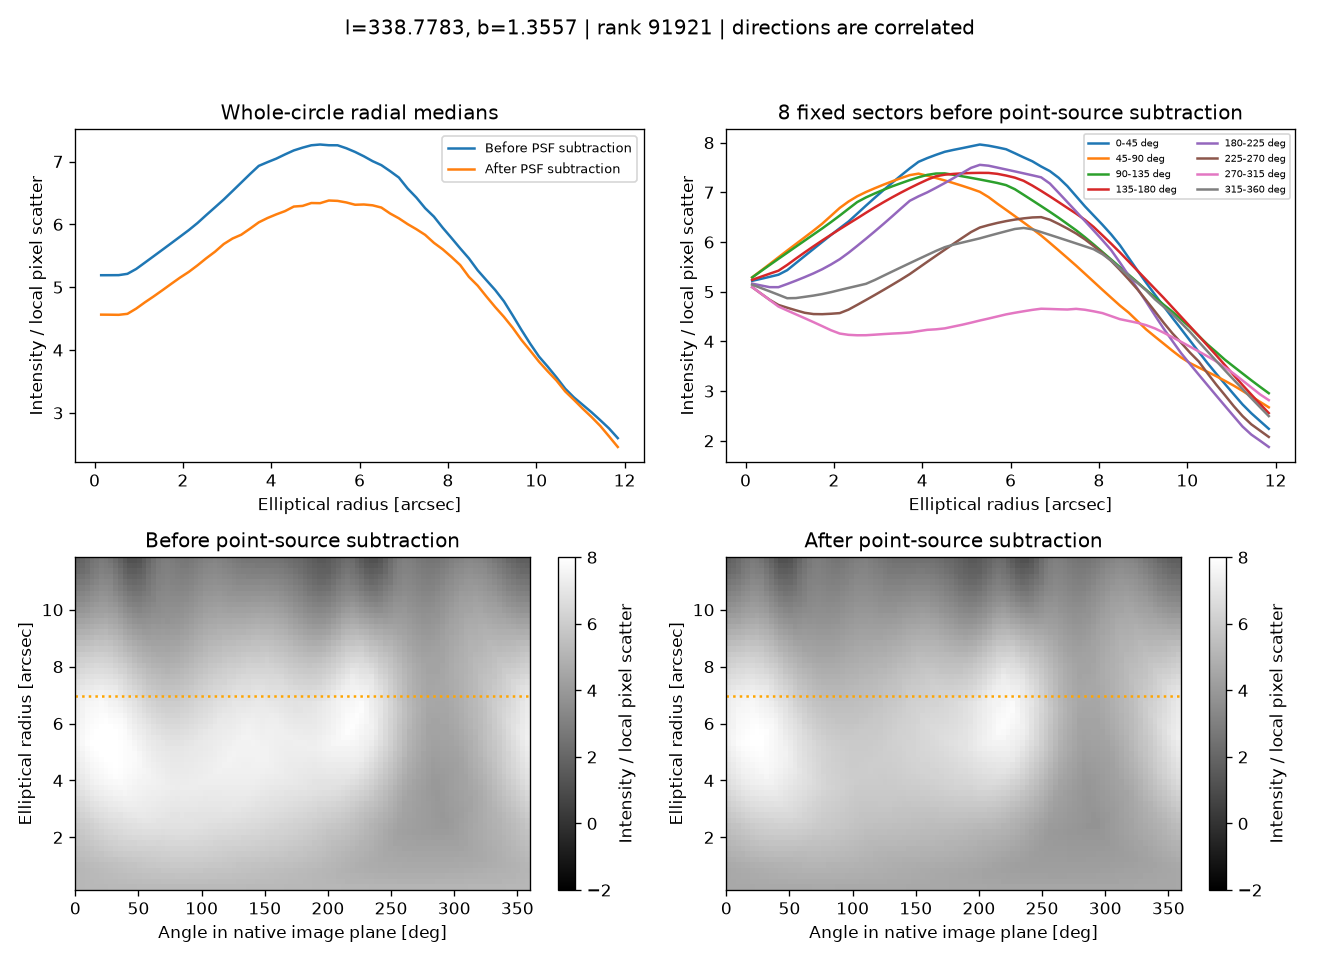 l=338.7783, b=1.3557 | rank 91921 | directions are correlated
Whole-circle radial medians
Before PSF subtraction
After PSF subtraction
Intensity / local pixel scatter
7
6
5
4
3
0 2 4 6 8 10 12
Elliptical radius [arcsec]
8 fixed sectors before point-source subtraction
0-45 deg
45-90 deg
90-135 deg
135-180 deg
180-225 deg
225-270 deg
270-315 deg
315-360 deg
Intensity / local pixel scatter
8
7
6
5
4
3
2
0 2 4 6 8 10 12
Elliptical radius [arcsec]
Before point-source subtraction
Elliptical radius [arcsec]
10
8
6
4
2
0 50 100 150 200 250 300 350
Angle in native image plane [deg]
8
6
4
2
0
−2
Intensity / local pixel scatter
After point-source subtraction
Elliptical radius [arcsec]
10
8
6
4
2
0 50 100 150 200 250 300 350
Angle in native image plane [deg]
8
6
4
2
0
−2
Intensity / local pixel scatter